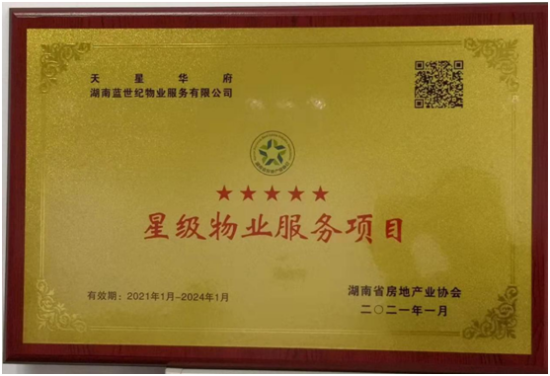 天星华府
湖南蓝世纪物业服务有限公司
★★★★★
星级物业服务项目
有效期：2021年1月-2024年1月
湖南省房地产业协会
二〇二一年一月